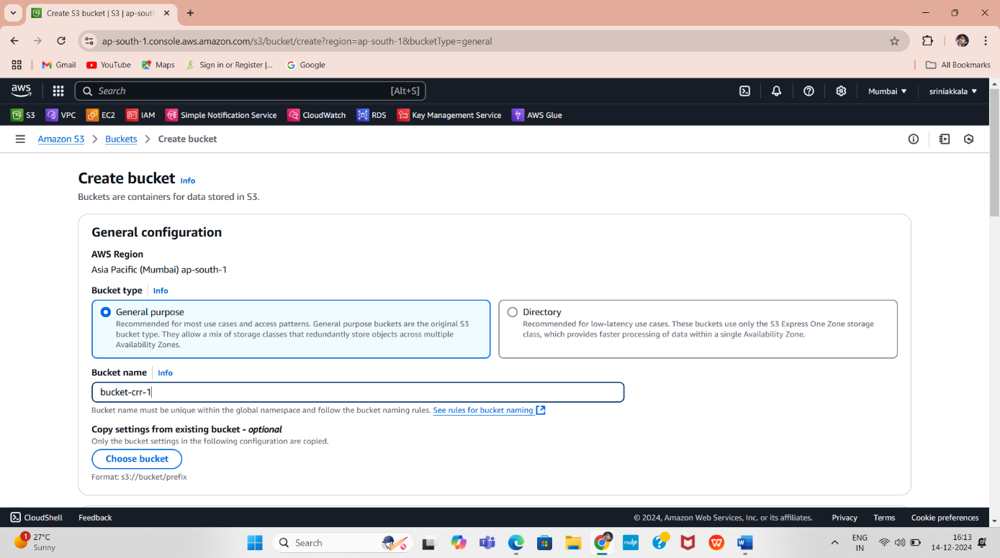 Create S3 bucket | S3 | ap-sout
ap-south-1.console.aws.amazon.com/s3/bucket/create?region=ap-south-1&bucketType=general
Gmail YouTube Maps Sign in or Register |... Google All Bookmarks
aws Search [Alt+S] Mumbai sriniakkala
S3 VPC EC2 IAM Simple Notification Service CloudWatch RDS Key Management Service AWS Glue
Amazon S3 > Buckets > Create bucket
Create bucket Info
Buckets are containers for data stored in S3.
General configuration
AWS Region
Asia Pacific (Mumbai) ap-south-1
Bucket type Info
General purpose
Recommended for most use cases and access patterns. General purpose buckets are the original S3
bucket type. They allow a mix of storage classes that redundantly store objects across multiple
Availability Zones.
Directory
Recommended for low-latency use cases. These buckets use only the S3 Express One Zone storage
class, which provides faster processing of data within a single Availability Zone.
Bucket name Info
bucket-crr-1
Bucket name must be unique within the global namespace and follow the bucket naming rules. See rules for bucket naming
Copy settings from existing bucket - optional
Only the bucket settings in the following configuration are copied.
Choose bucket
Format: s3://bucket/prefix
CloudShell Feedback © 2024, Amazon Web Services, Inc. or its affiliates. Privacy Terms Cookie preferences
1 27°C
Sunny
Search
myhp
ENG
IN
16:13
14-12-2024